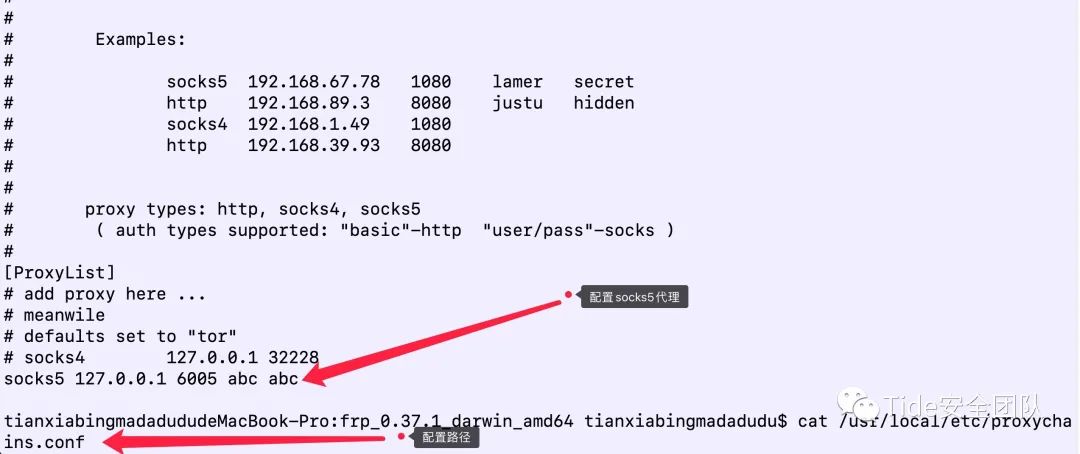 #
#
#        Examples:
#
#               socks5  192.168.67.78   1080    lamer   secret
#               http    192.168.89.3    8080    justu   hidden
#               socks4  192.168.1.49    1080
#               http    192.168.39.93   8080
#
#
#       proxy types: http, socks4, socks5
#        ( auth types supported: "basic"-http  "user/pass"-socks )
#
[ProxyList]
# add proxy here ...
配置socks5代理
# meanwile
# defaults set to "tor"
# socks4        127.0.0.1 32228
socks5 127.0.0.1 6005 abc abc
Tide安全团队
tianxiabingmadadududeMacBook-Pro:frp_0.37.1_darwin_amd64 tianxiabingmadadudu$ cat /usr/local/etc/proxycha
ins.conf
配置路径